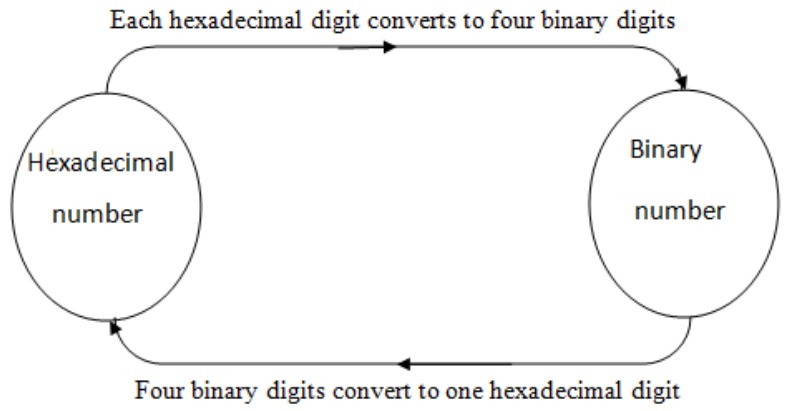 Each hexadecimal digit converts to four binary digits
Hexadecimal
number
Binary
number
Four binary digits convert to one hexadecimal digit